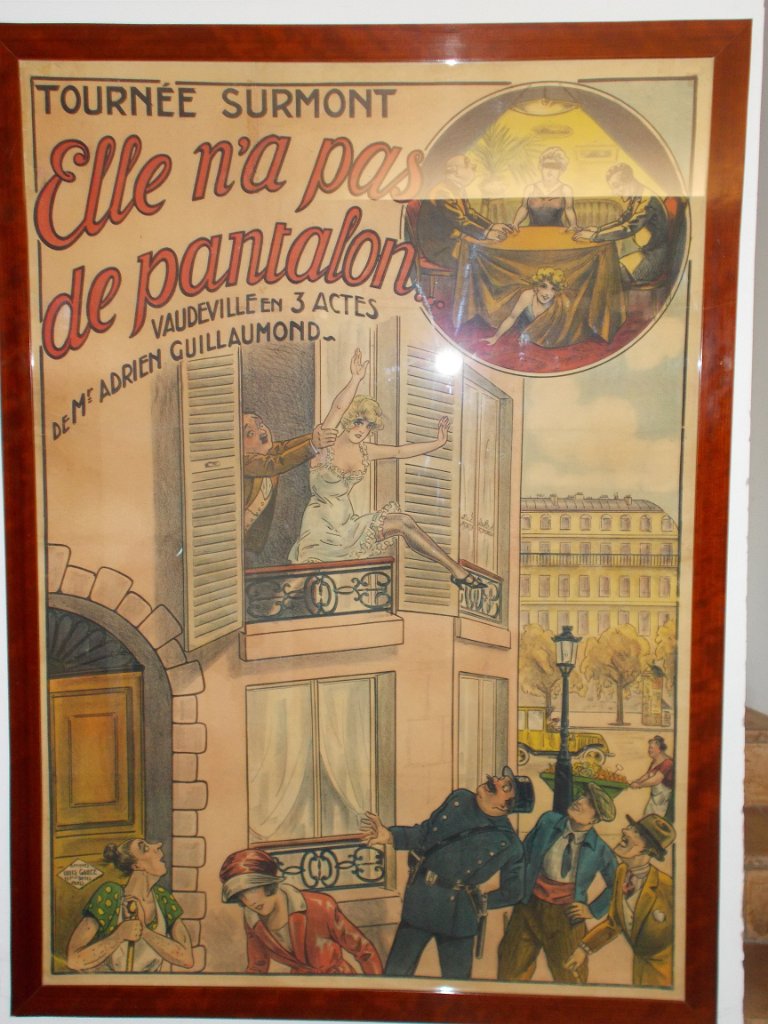 TOURNÉE SURMONT
Elle n'a pas
de pantalon
VAUDEVILLE EN 3 ACTES
DE Mr ADRIEN GUILLAUMOND